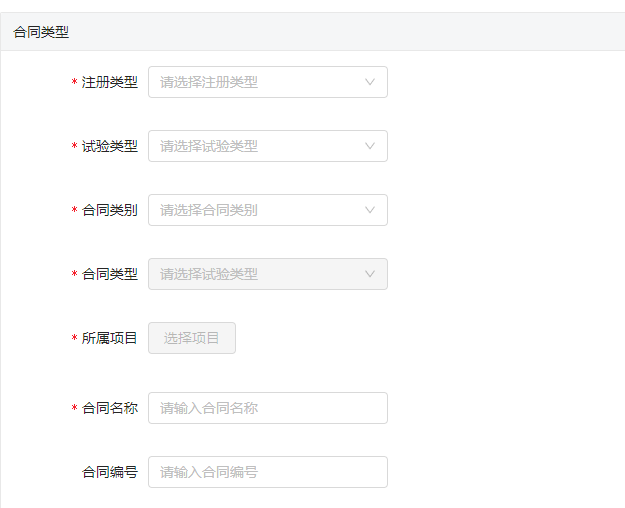 合同类型
* 注册类型 请选择注册类型
* 试验类型 请选择试验类型
* 合同类别 请选择合同类别
* 合同类型 请选择试验类型
* 所属项目 选择项目
* 合同名称 请输入合同名称
合同编号 请输入合同编号